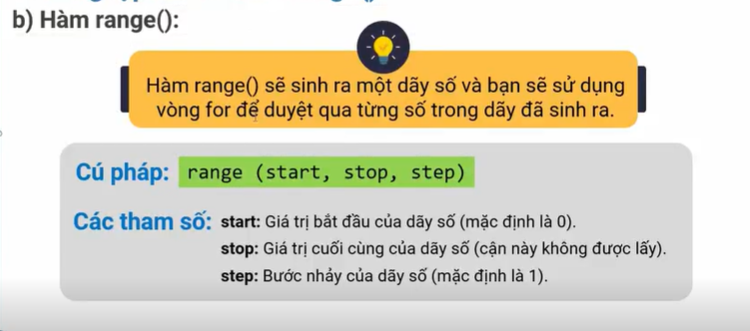 b) Hàm range():
Hàm range() sẽ sinh ra một dãy số và bạn sẽ sử dụng
vòng for để duyệt qua từng số trong dãy đã sinh ra.
Cú pháp: range (start, stop, step)
Các tham số: start: Giá trị bắt đầu của dãy số (mặc định là 0).
stop: Giá trị cuối cùng của dãy số (cận này không được lấy).
step: Bước nhảy của dãy số (mặc định là 1).